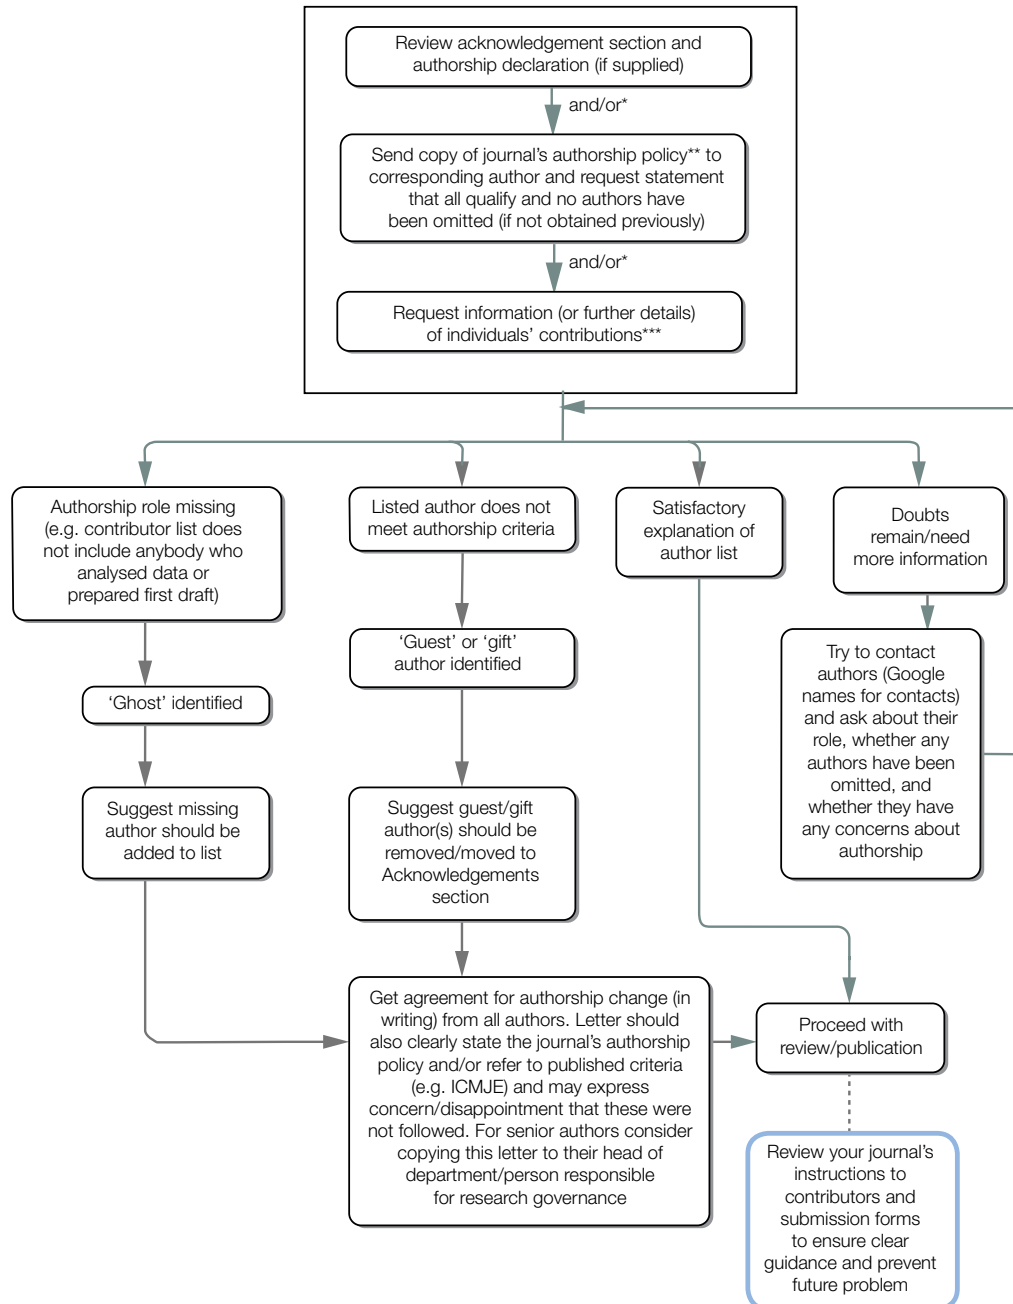 Review acknowledgement section and
authorship declaration (if supplied)
and/or*
Send copy of journal's authorship policy** to
corresponding author and request statement
that all qualify and no authors have
been omitted (if not obtained previously)
and/or*
Request information (or further details)
of individuals' contributions***
Authorship role missing
(e.g. contributor list does
not include anybody who
analysed data or
prepared first draft)
'Ghost' identified
Suggest missing
author should be
added to list
Listed author does not
meet authorship criteria
'Guest' or 'gift'
author identified
Suggest guest/gift
author(s) should be
removed/moved to
Acknowledgements
section
Get agreement for authorship change (in
writing) from all authors. Letter should
also clearly state the journal's authorship
policy and/or refer to published criteria
(e.g. ICMJE) and may express
concern/disappointment that these were
not followed. For senior authors consider
copying this letter to their head of
department/person responsible
for research governance
Satisfactory
explanation of
author list
Doubts
remain/need
more information
Try to contact
authors (Google
names for contacts)
and ask about their
role, whether any
authors have been
omitted, and
whether they have
any concerns about
authorship
Proceed with
review/publication
Review your journal's
instructions to
contributors and
submission forms
to ensure clear
guidance and prevent
future problem